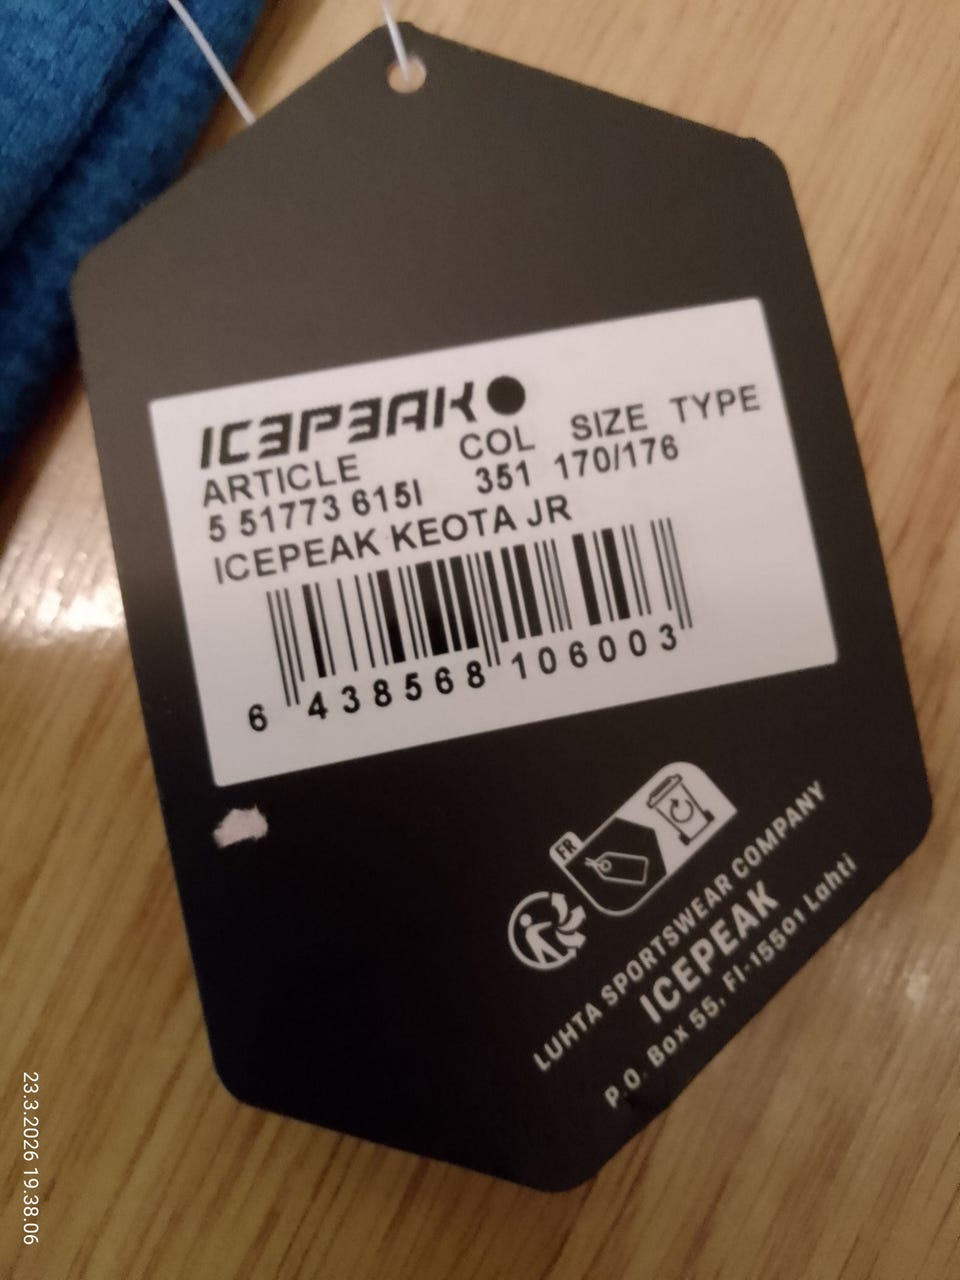 ICEPEAK
ARTICLE COL SIZE TYPE
5 51773 615I 351 170/176
ICEPEAK KEOTA JR
6 438568 106003
FR
LUHTA SPORTSWEAR COMPANY
ICEPEAK
P.O. Box 55, FI-15501 Lahti
23.3.2026 19.38.06